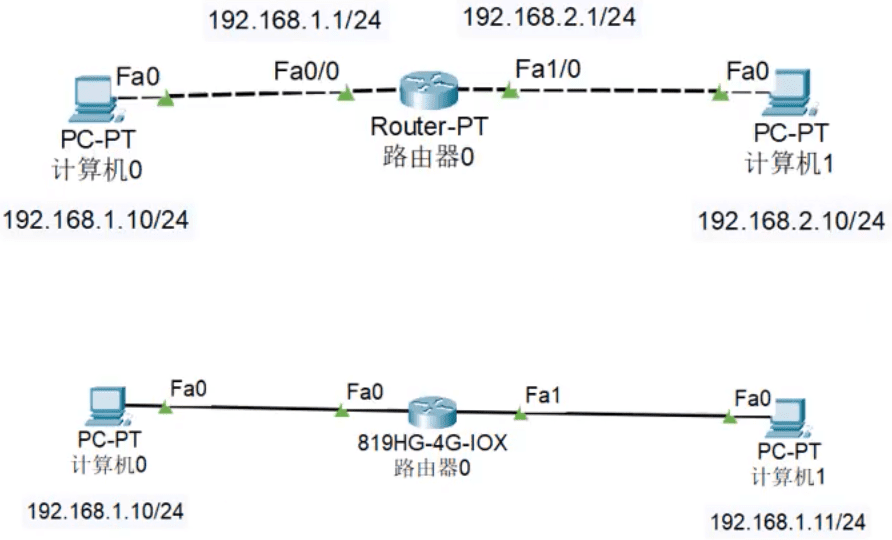 192.168.1.1/24
192.168.2.1/24
Fa0
Fa0/0
Fa1/0
Fa0
PC-PT
计算机0
Router-PT
路由器0
PC-PT
计算机1
192.168.1.10/24
192.168.2.10/24
Fa0
Fa0
Fa1
Fa0
PC-PT
计算机0
819HG-4G-IOX
路由器0
PC-PT
计算机1
192.168.1.10/24
192.168.1.11/24